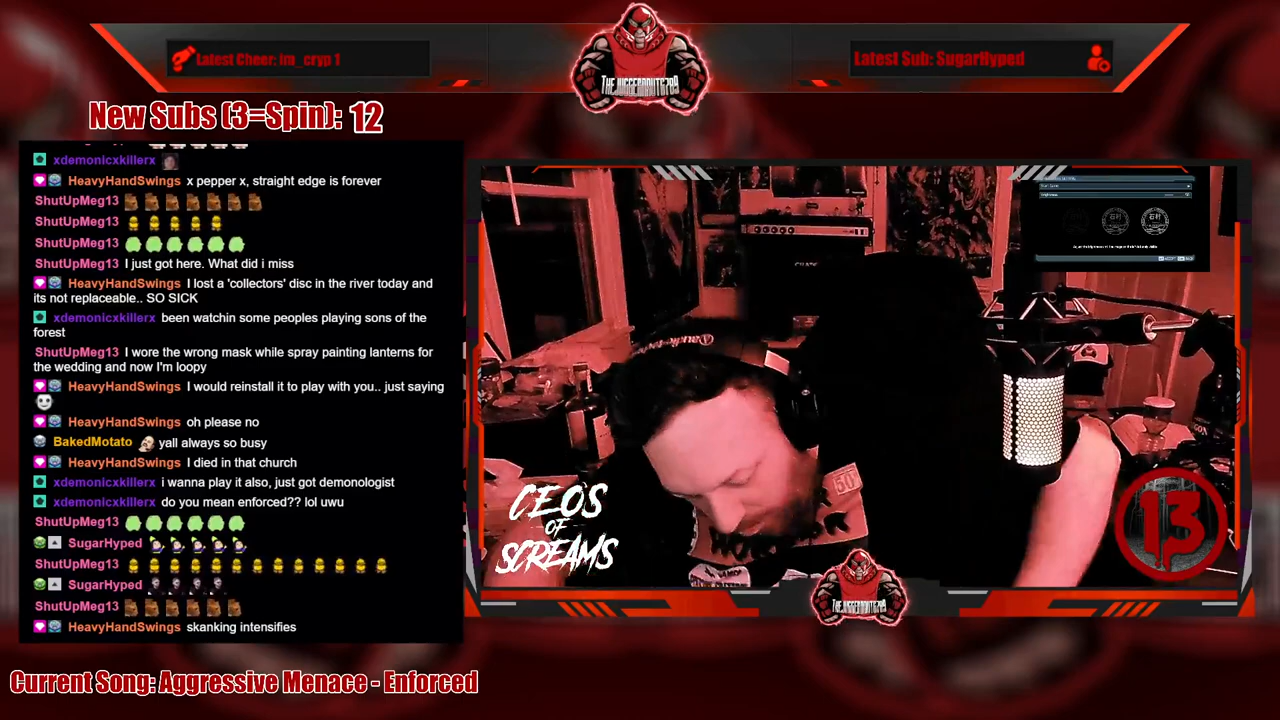 Latest Cheer: Im_cryp 1
THEJUGGERNAUT6789
Latest Sub: SugarHyped
New Subs (3=Spin): 12
xdemonicxkillerx
HeavyHandSwings x pepper x, straight edge is forever
ShutUpMeg13
ShutUpMeg13
ShutUpMeg13
ShutUpMeg13 I just got here. What did i miss
HeavyHandSwings I lost a 'collectors' disc in the river today and
its not replaceable.. SO SICK
xdemonicxkillerx been watchin some peoples playing sons of the
forest
ShutUpMeg13 I wore the wrong mask while spray painting lanterns for
the wedding and now I'm loopy
HeavyHandSwings I would reinstall it to play with you.. just saying
HeavyHandSwings oh please no
BakedMotato yall always so busy
HeavyHandSwings I died in that church
xdemonicxkillerx i wanna play it also, just got demonologist
xdemonicxkillerx do you mean enforced?? lol uwu
ShutUpMeg13
SugarHyped
ShutUpMeg13
SugarHyped
ShutUpMeg13
HeavyHandSwings skanking intensifies
CEOS
OF
SCREAMS
50
13
Current Song: Aggressive Menace - Enforced